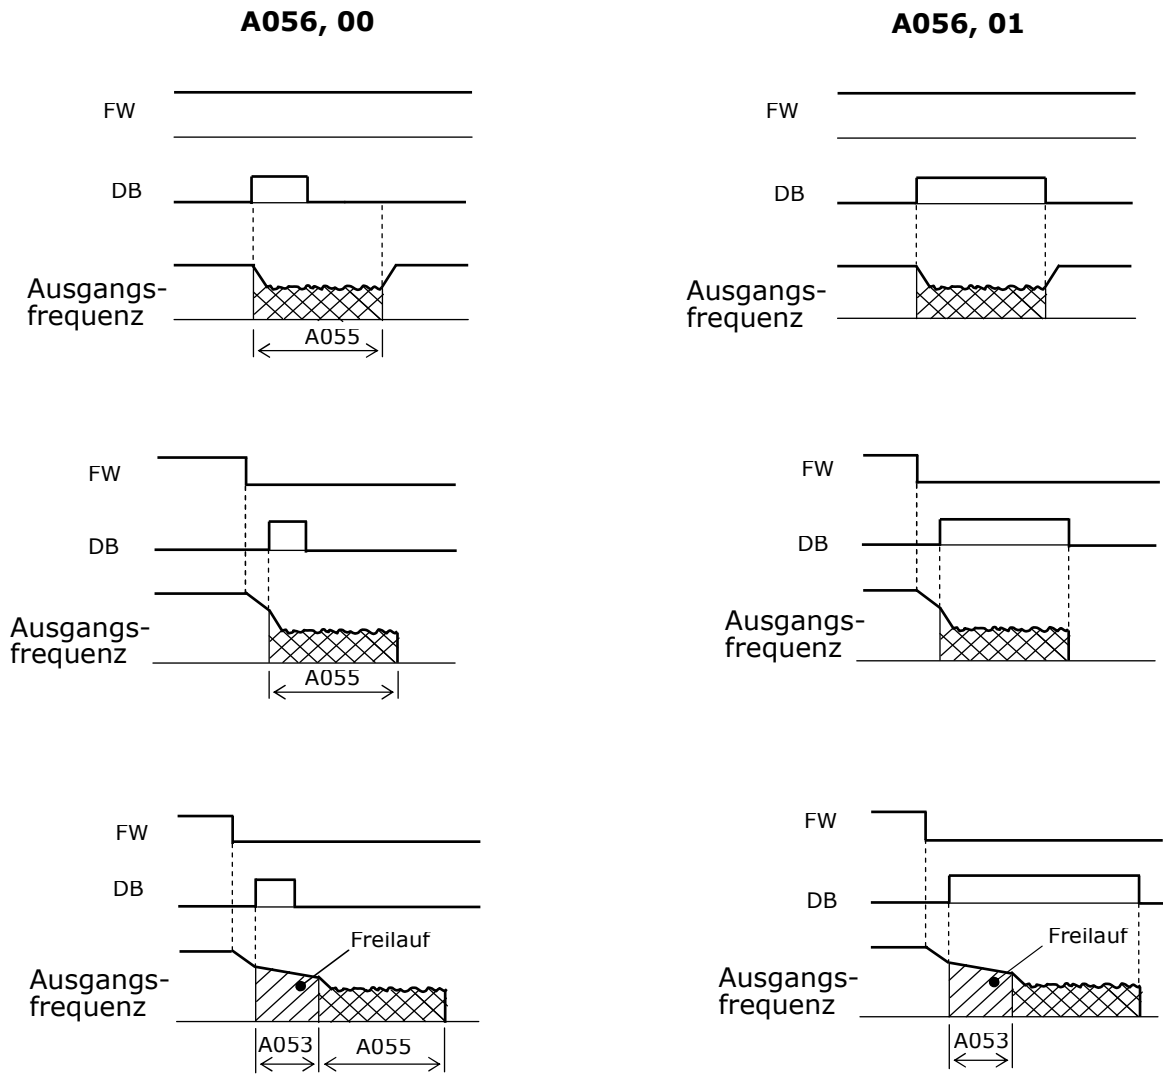 A056, 00
A056, 01
FW
DB
Ausgangs-
frequenz
A055
FW
DB
Ausgangs-
frequenz
FW
DB
Ausgangs-
frequenz
A055
FW
DB
Ausgangs-
frequenz
FW
DB
Freilauf
Ausgangs-
frequenz
A053
A055
FW
DB
Freilauf
Ausgangs-
frequenz
A053